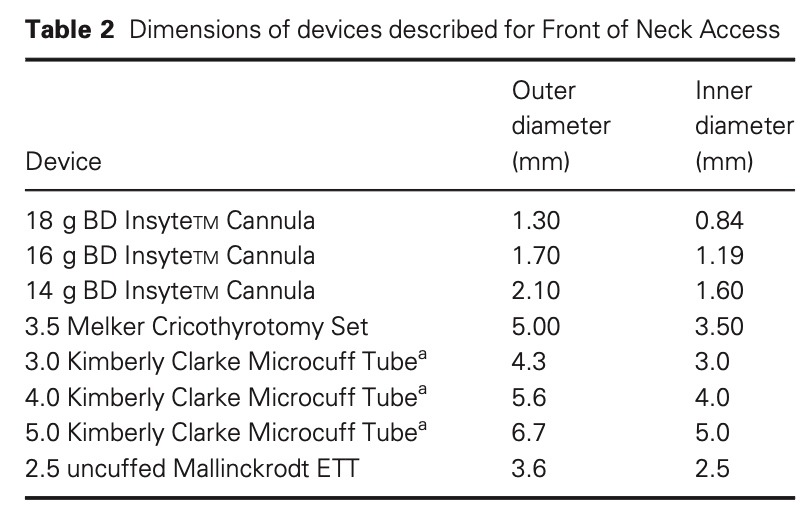 Table 2 Dimensions of devices described for Front of Neck Access
Outer Inner
diameter diameter
Device (mm) (mm)
18 g BD Insyte™ Cannula 1.30 0.84
16 g BD Insyte™ Cannula 1.70 1.19
14 g BD Insyte™ Cannula 2.10 1.60
3.5 Melker Cricothyrotomy Set 5.00 3.50
3.0 Kimberly Clarke Microcuff Tubeᵃ 4.3 3.0
4.0 Kimberly Clarke Microcuff Tubeᵃ 5.6 4.0
5.0 Kimberly Clarke Microcuff Tubeᵃ 6.7 5.0
2.5 uncuffed Mallinckrodt ETT 3.6 2.5